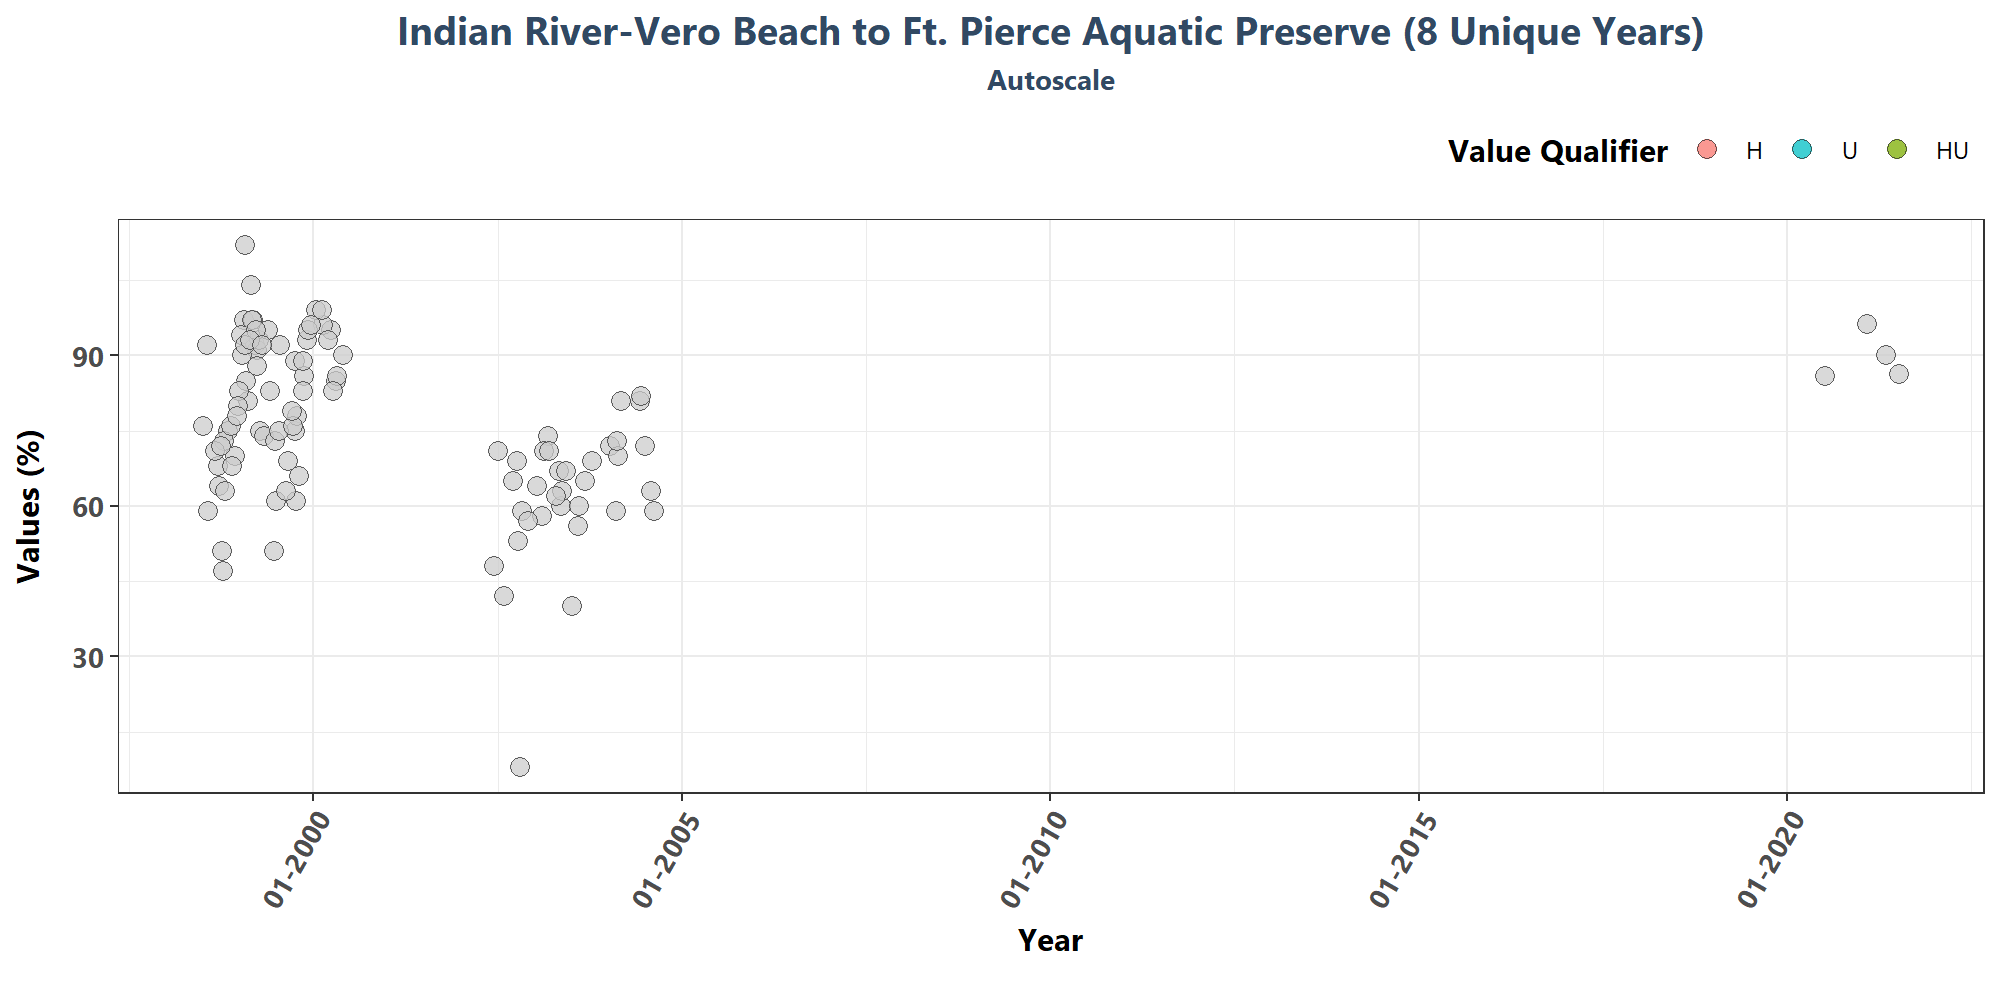 Indian River-Vero Beach to Ft. Pierce Aquatic Preserve (8 Unique Years)
Autoscale
Value Qualifier H U HU
Values (%)
90
60
30
01-2000 01-2005 01-2010 01-2015 01-2020
Year